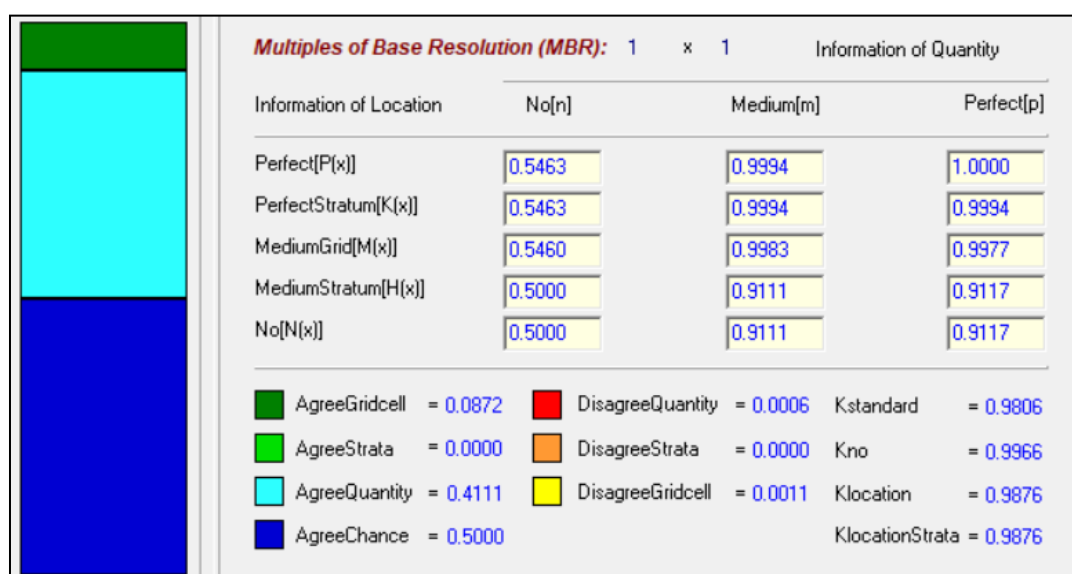 Multiples of Base Resolution (MBR): 1 x 1 Information of Quantity
Information of Location No[n] Medium[m] Perfect[p]
Perfect[P(x)] 0.5463 0.9994 1.0000
PerfectStratum[K(x)] 0.5463 0.9994 0.9994
MediumGrid[M(x)] 0.5460 0.9983 0.9977
MediumStratum[H(x)] 0.5000 0.9111 0.9117
No[N(x)] 0.5000 0.9111 0.9117
AgreeGridcell = 0.0872 DisagreeQuantity = 0.0006 Kstandard = 0.9806
AgreeStrata = 0.0000 DisagreeStrata = 0.0000 Kno = 0.9966
AgreeQuantity = 0.4111 DisagreeGridcell = 0.0011 Klocation = 0.9876
AgreeChance = 0.5000 KlocationStrata = 0.9876